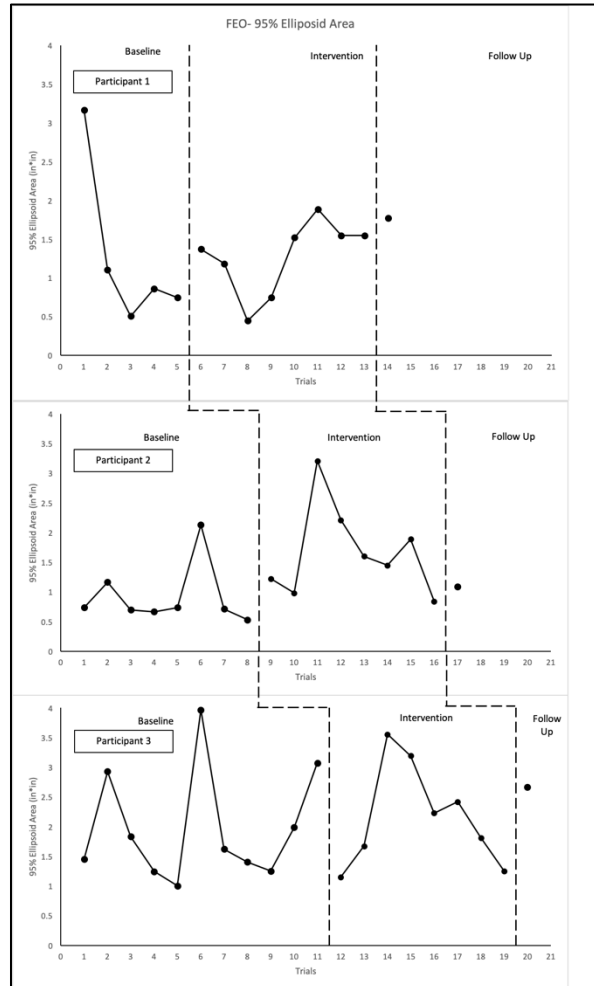 FEO- 95% Elliposid Area
Baseline
Intervention
Follow Up
Participant 1
95% Ellipsoid Area (in*in)
4
3.5
3
2.5
2
1.5
1
0.5
0
0 1 2 3 4 5 6 7 8 9 10 11 12 13 14 15 16 17 18 19 20 21
Trials
Baseline
Intervention
Follow Up
Participant 2
95% Ellipsoid Area (in*in)
4
3.5
3
2.5
2
1.5
1
0.5
0
0 1 2 3 4 5 6 7 8 9 10 11 12 13 14 15 16 17 18 19 20 21
Trials
Baseline
Intervention
Follow
Up
Participant 3
95% Ellipsoid Area (in*in)
4
3.5
3
2.5
2
1.5
1
0.5
0
0 1 2 3 4 5 6 7 8 9 10 11 12 13 14 15 16 17 18 19 20 21
Trials